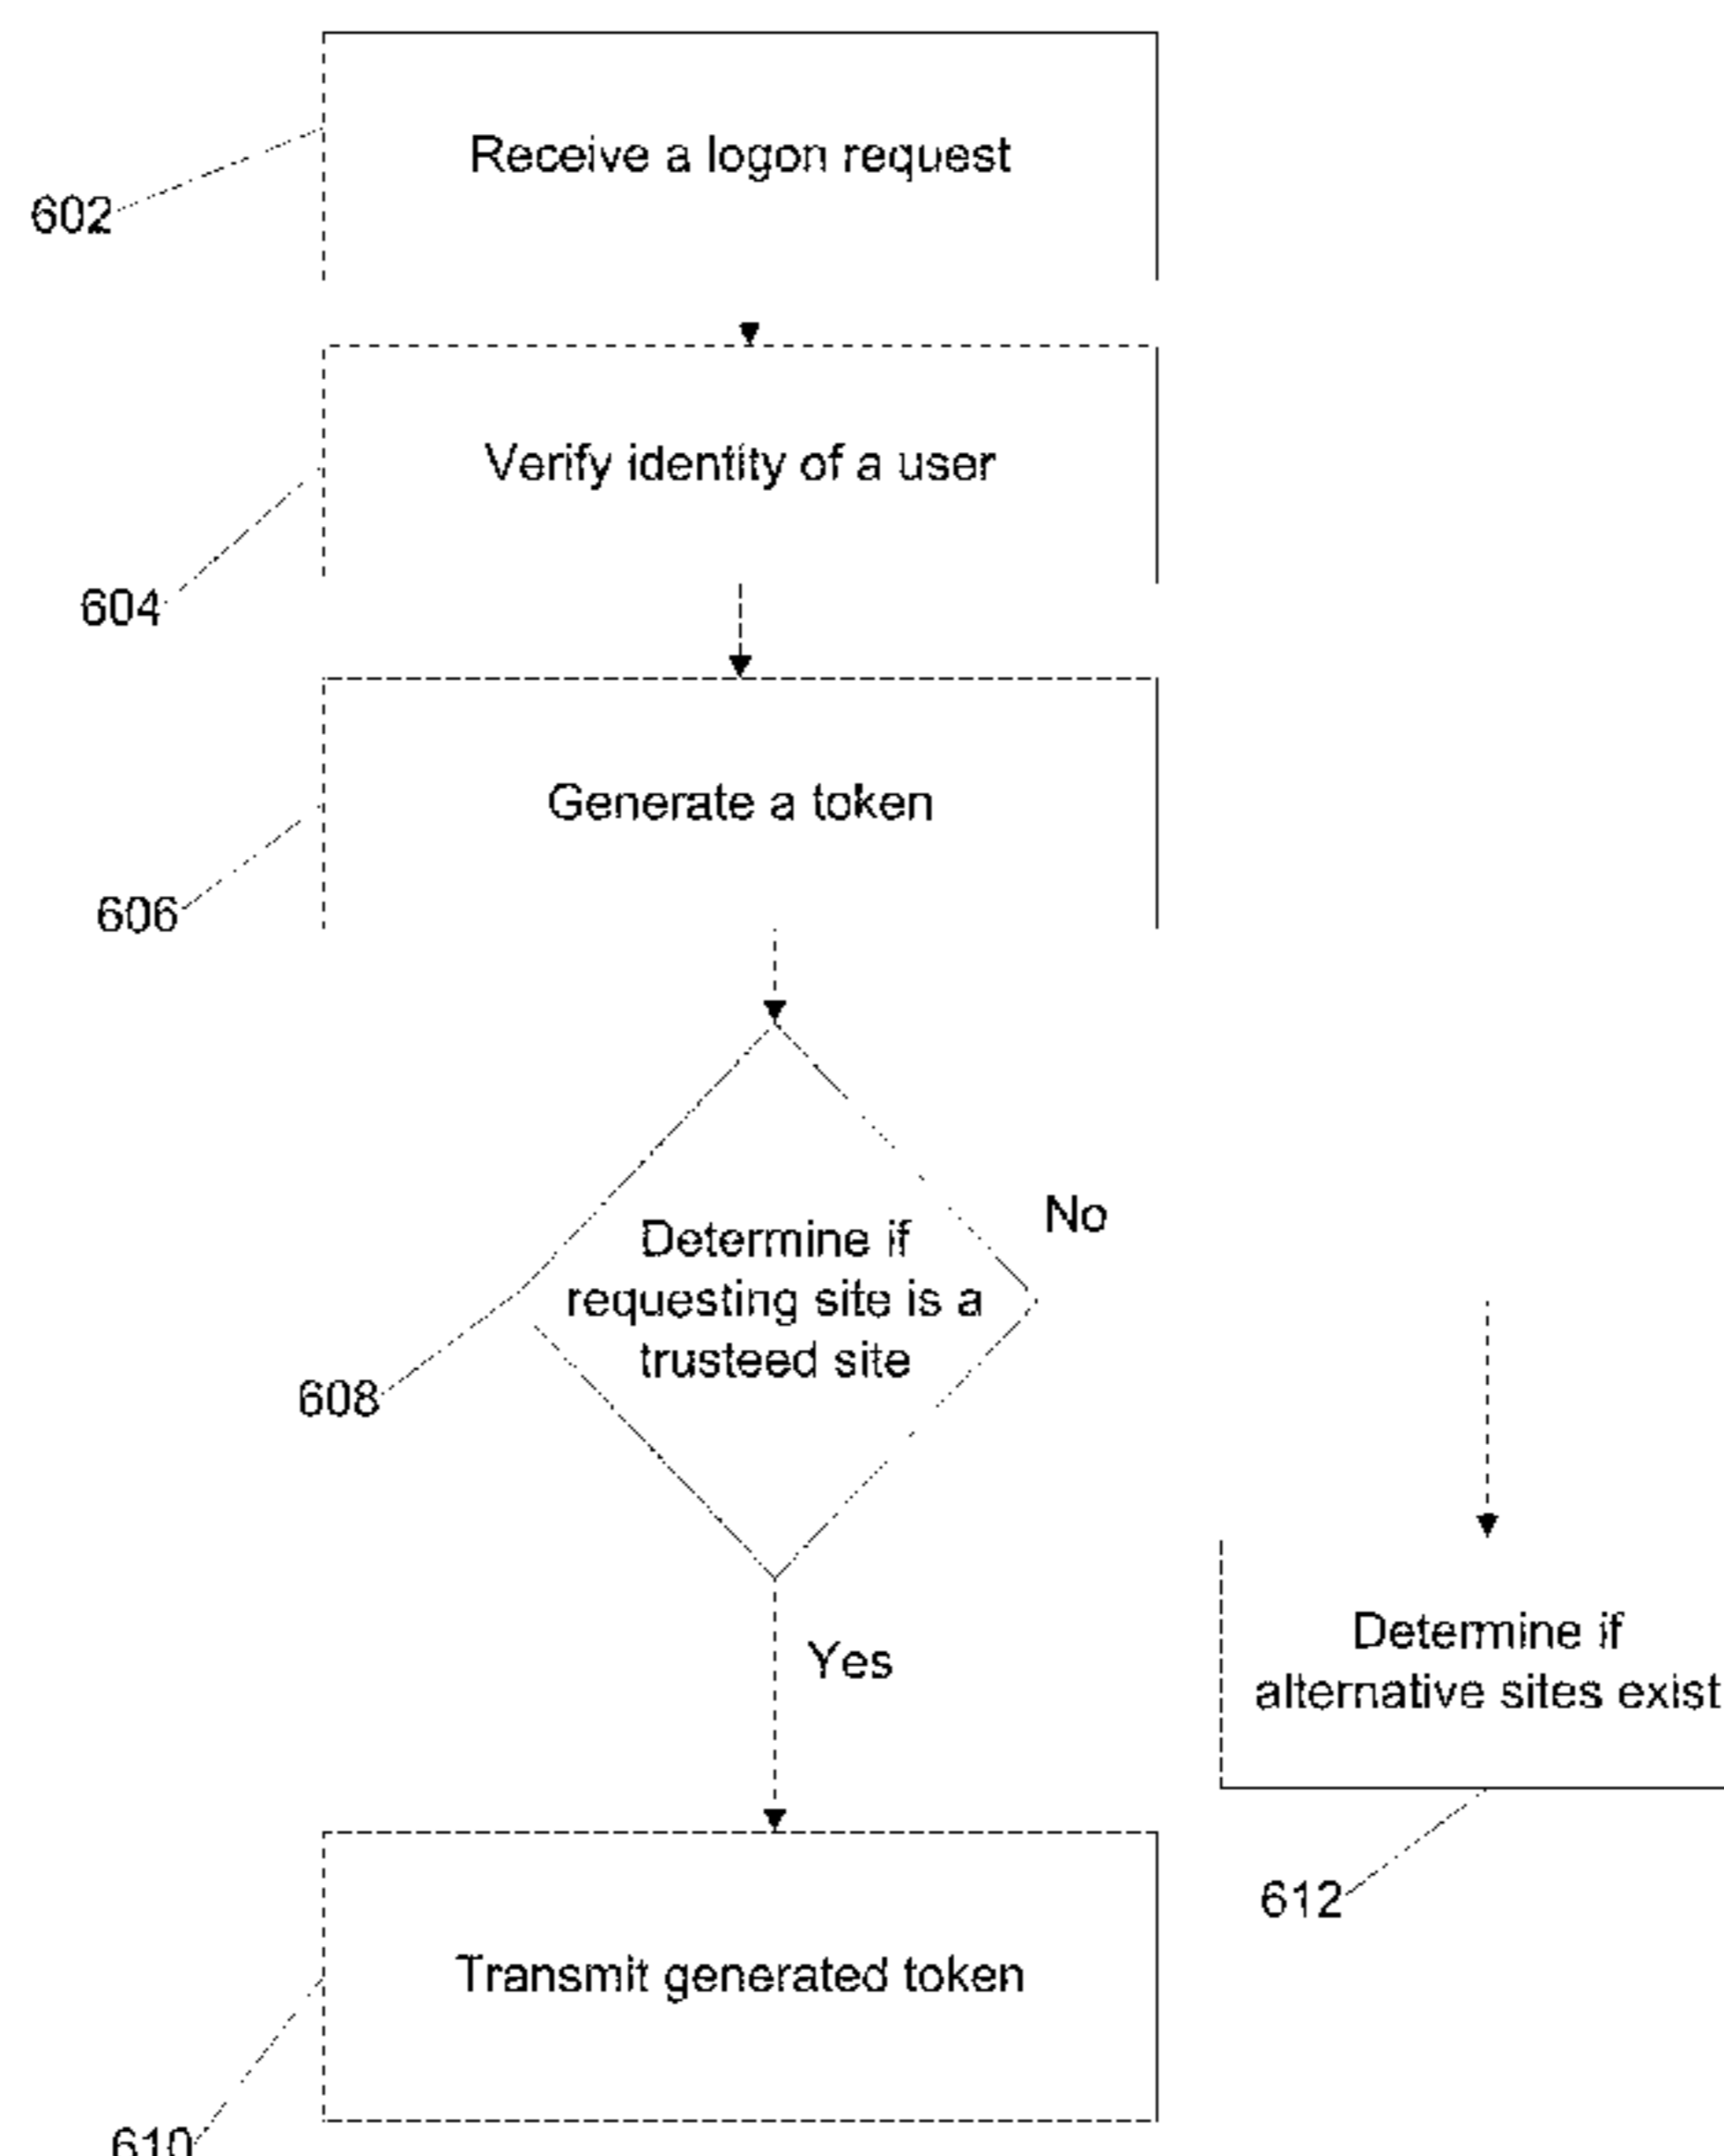 Receive a logon request
602
Verify identity of a user
604
Generate a token
606
No
Determine if
requesting site is a
trusteed site
608
Yes
Determine if
alternative sites exist
612
Transmit generated token
610